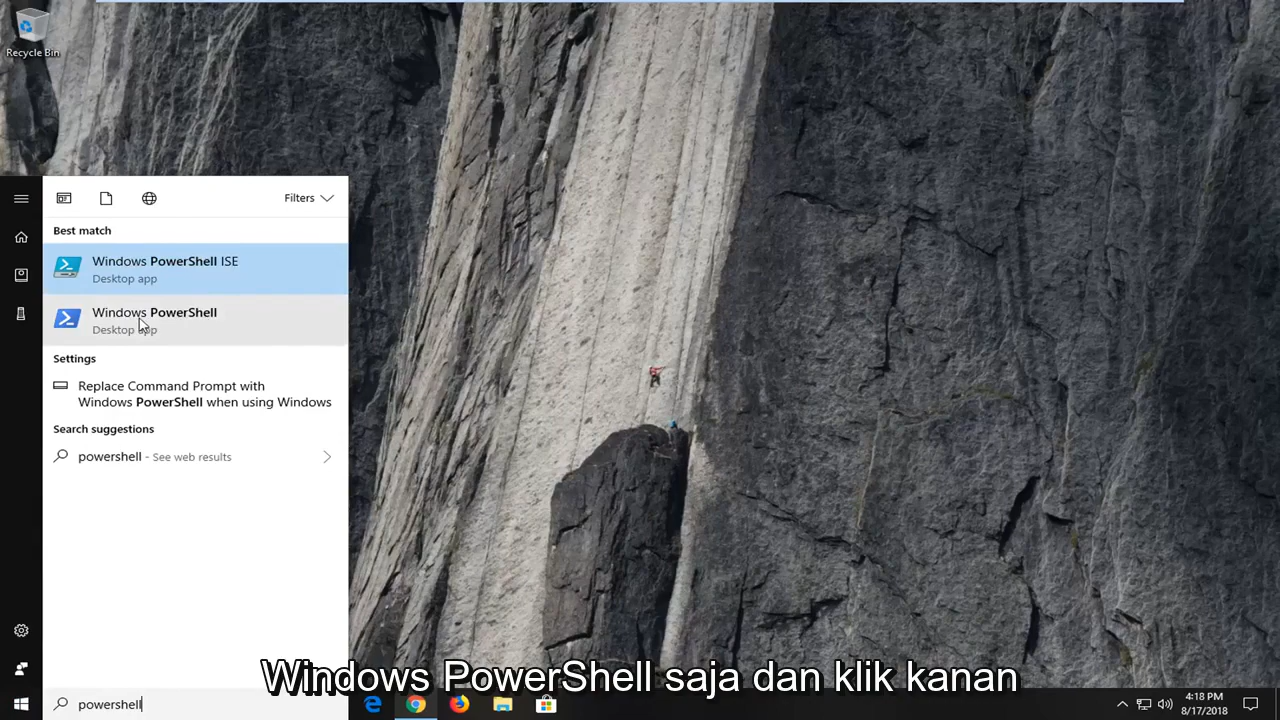 Recycle Bin
Filters
Best match
Windows PowerShell ISE
Desktop app
Windows PowerShell
Desktop app
Settings
Replace Command Prompt with
Windows PowerShell when using Windows
Search suggestions
powershell - See web results
Windows PowerShell saja dan klik kanan
powershell
4:18 PM
8/17/2018